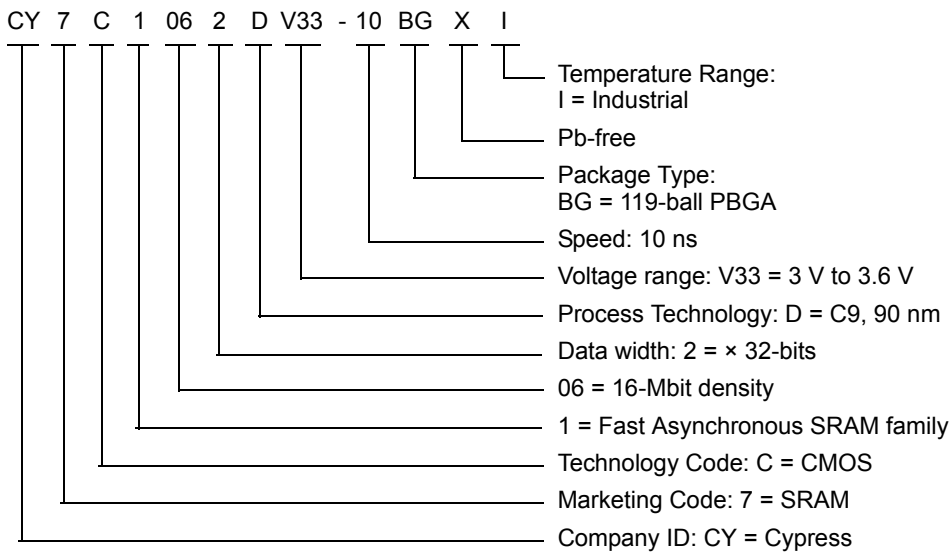 CY 7 C 1 06 2 D V33 - 10 BG X I
Temperature Range:
I = Industrial
Pb-free
Package Type:
BG = 119-ball PBGA
Speed: 10 ns
Voltage range: V33 = 3 V to 3.6 V
Process Technology: D = C9, 90 nm
Data width: 2 = × 32-bits
06 = 16-Mbit density
1 = Fast Asynchronous SRAM family
Technology Code: C = CMOS
Marketing Code: 7 = SRAM
Company ID: CY = Cypress